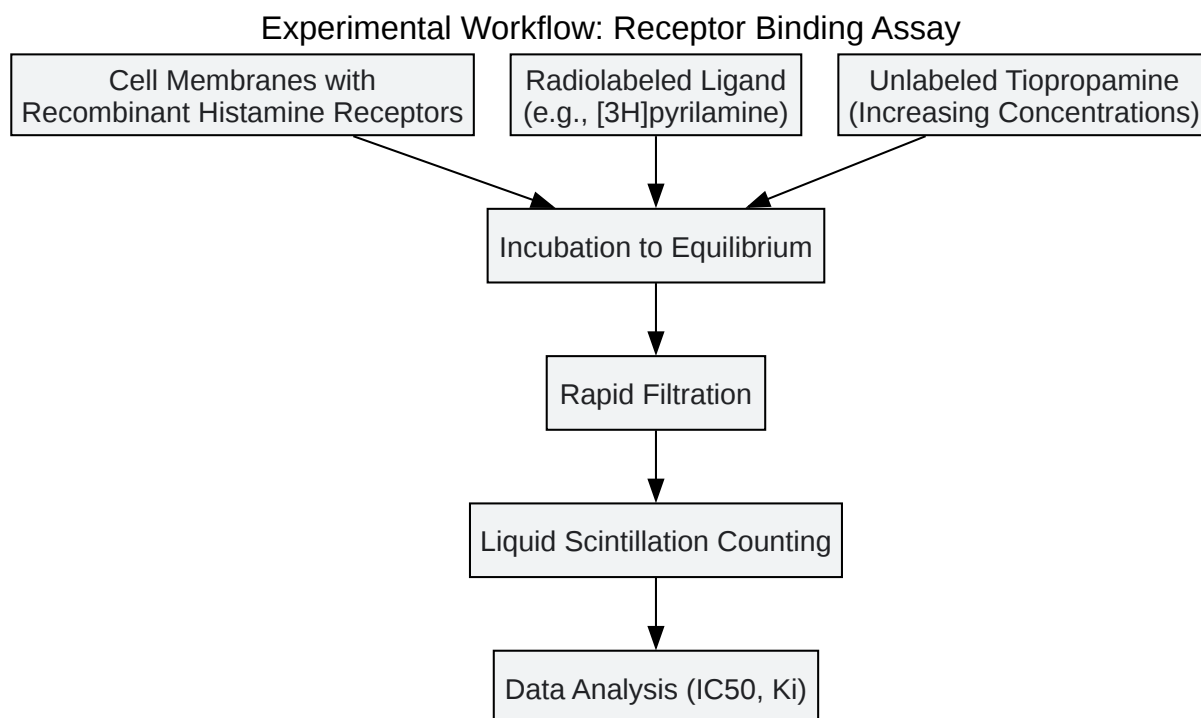 Experimental Workflow: Receptor Binding Assay
Cell Membranes with
Recombinant Histamine Receptors
Radiolabeled Ligand
(e.g., [3H]pyrilamine)
Unlabeled Tiopropamine
(Increasing Concentrations)
Incubation to Equilibrium
Rapid Filtration
Liquid Scintillation Counting
Data Analysis (IC50, Ki)